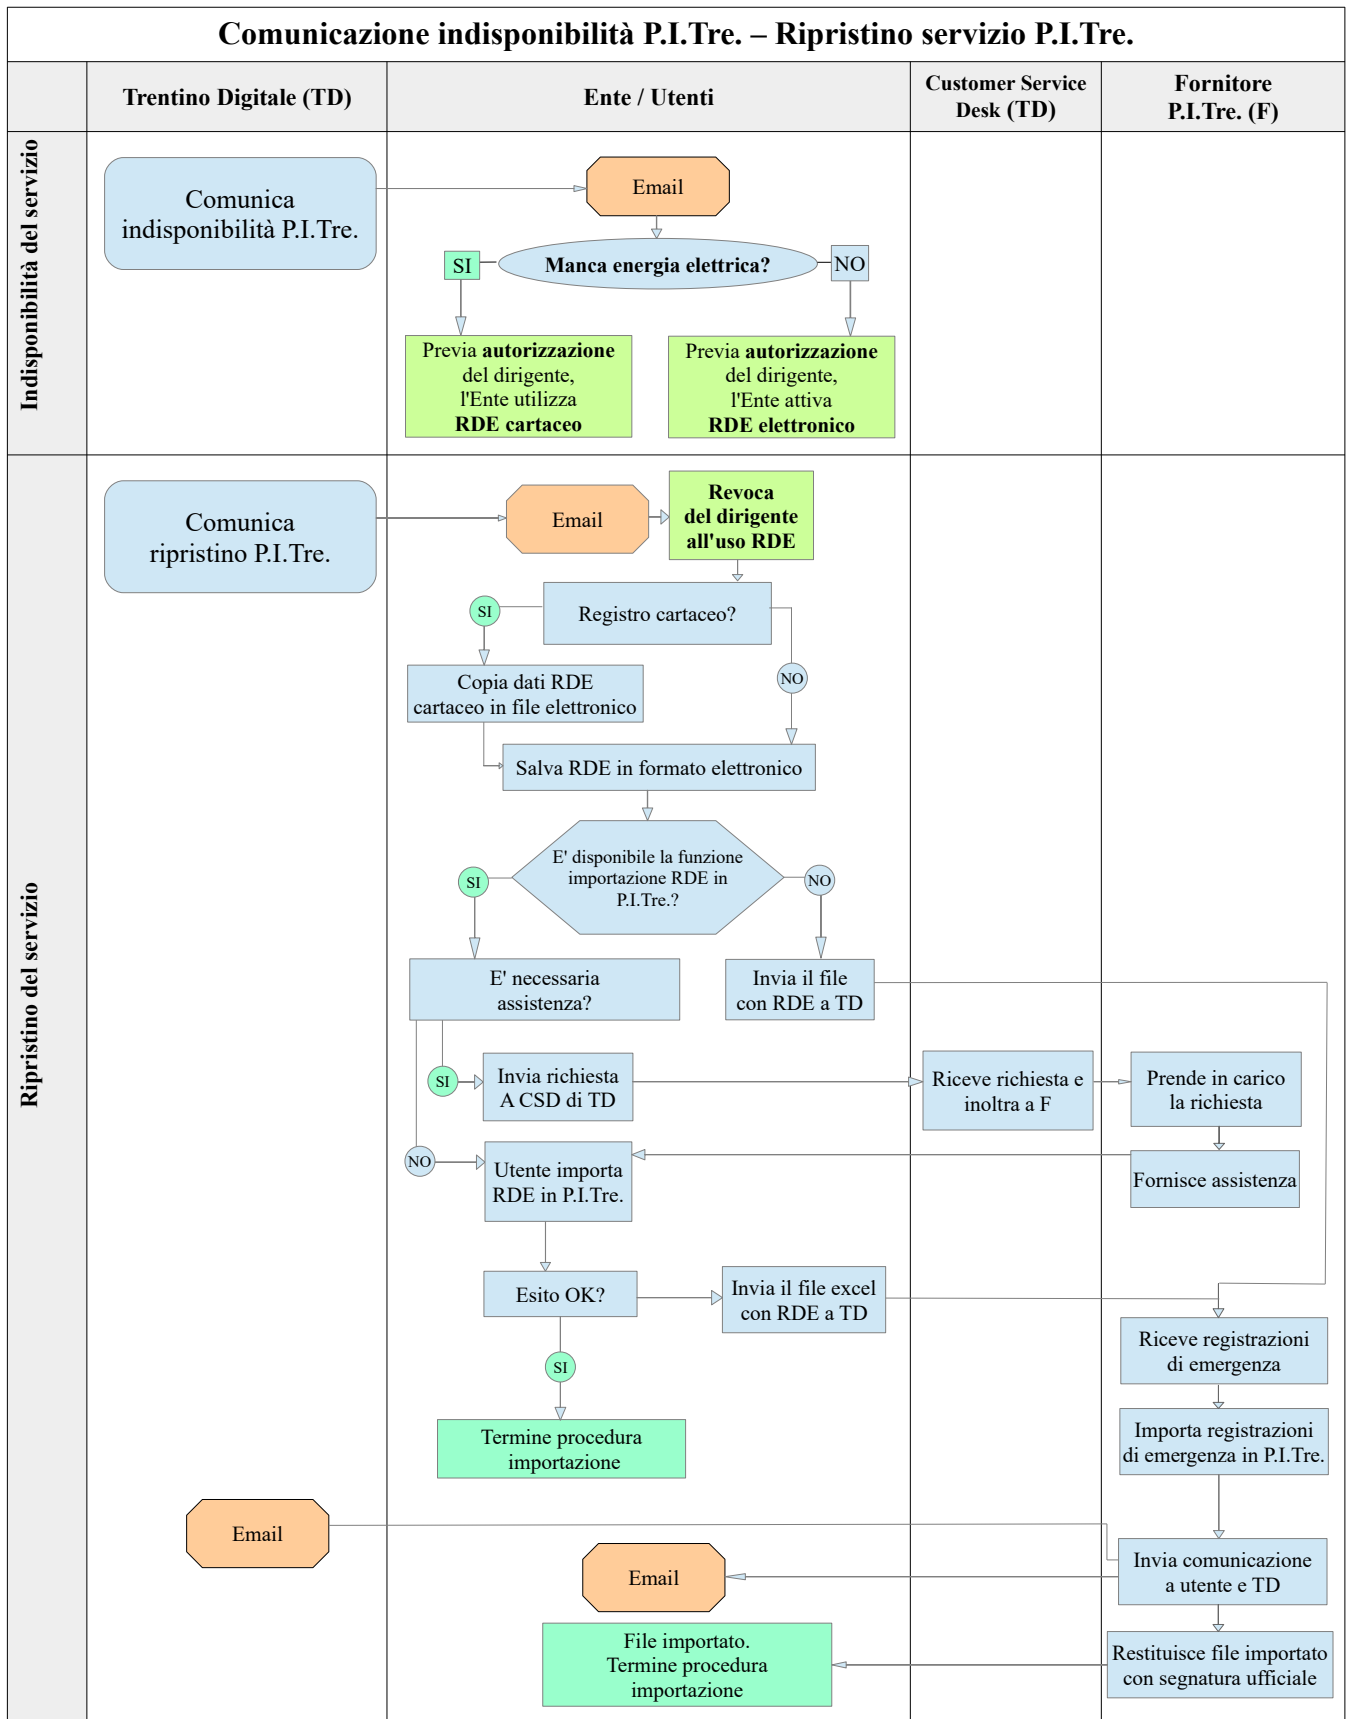 Comunicazione indisponibilità P.I.Tre. – Ripristino servizio P.I.Tre.
Trentino Digitale (TD)
Ente / Utenti
Customer Service
Desk (TD)
Fornitore
P.I.Tre. (F)
Indisponibilità del servizio
Comunica
indisponibilità P.I.Tre.
Email
Manca energia elettrica?
SI
NO
Previa autorizzazione
del dirigente,
l'Ente utilizza
RDE cartaceo
Previa autorizzazione
del dirigente,
l'Ente attiva
RDE elettronico
Ripristino del servizio
Comunica
ripristino P.I.Tre.
Email
Revoca
del dirigente
all'uso RDE
Registro cartaceo?
SI
NO
Copia dati RDE
cartaceo in file elettronico
Salva RDE in formato elettronico
E' disponibile la funzione
importazione RDE in
P.I.Tre.?
SI
NO
E' necessaria
assistenza?
Invia il file
con RDE a TD
SI
Invia richiesta
A CSD di TD
Riceve richiesta e
inoltra a F
Prende in carico
la richiesta
NO
Utente importa
RDE in P.I.Tre.
Fornisce assistenza
Esito OK?
Invia il file excel
con RDE a TD
Riceve registrazioni
di emergenza
SI
Importa registrazioni
di emergenza in P.I.Tre.
Termine procedura
importazione
Email
Email
Invia comunicazione
a utente e TD
File importato.
Termine procedura
importazione
Restituisce file importato
con segnatura ufficiale